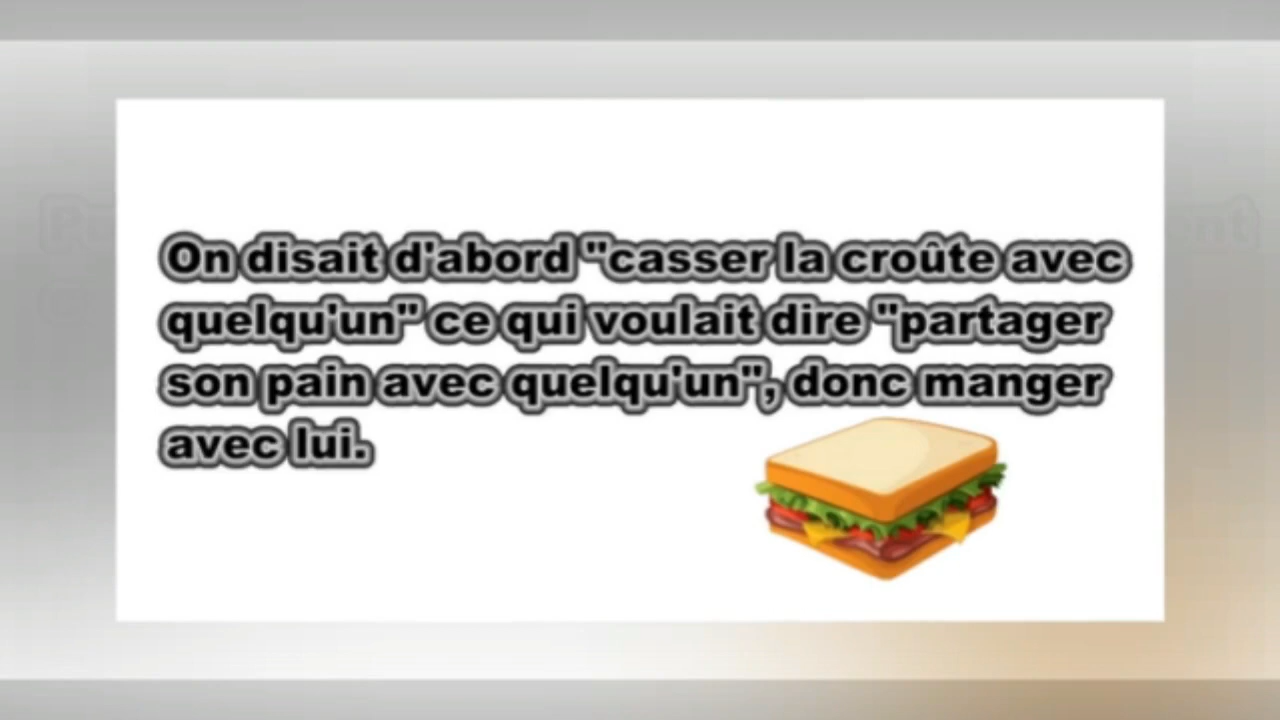 On disait d'abord "casser la croûte avec
quelqu'un" ce qui voulait dire "partager
son pain avec quelqu'un", donc manger
avec lui.